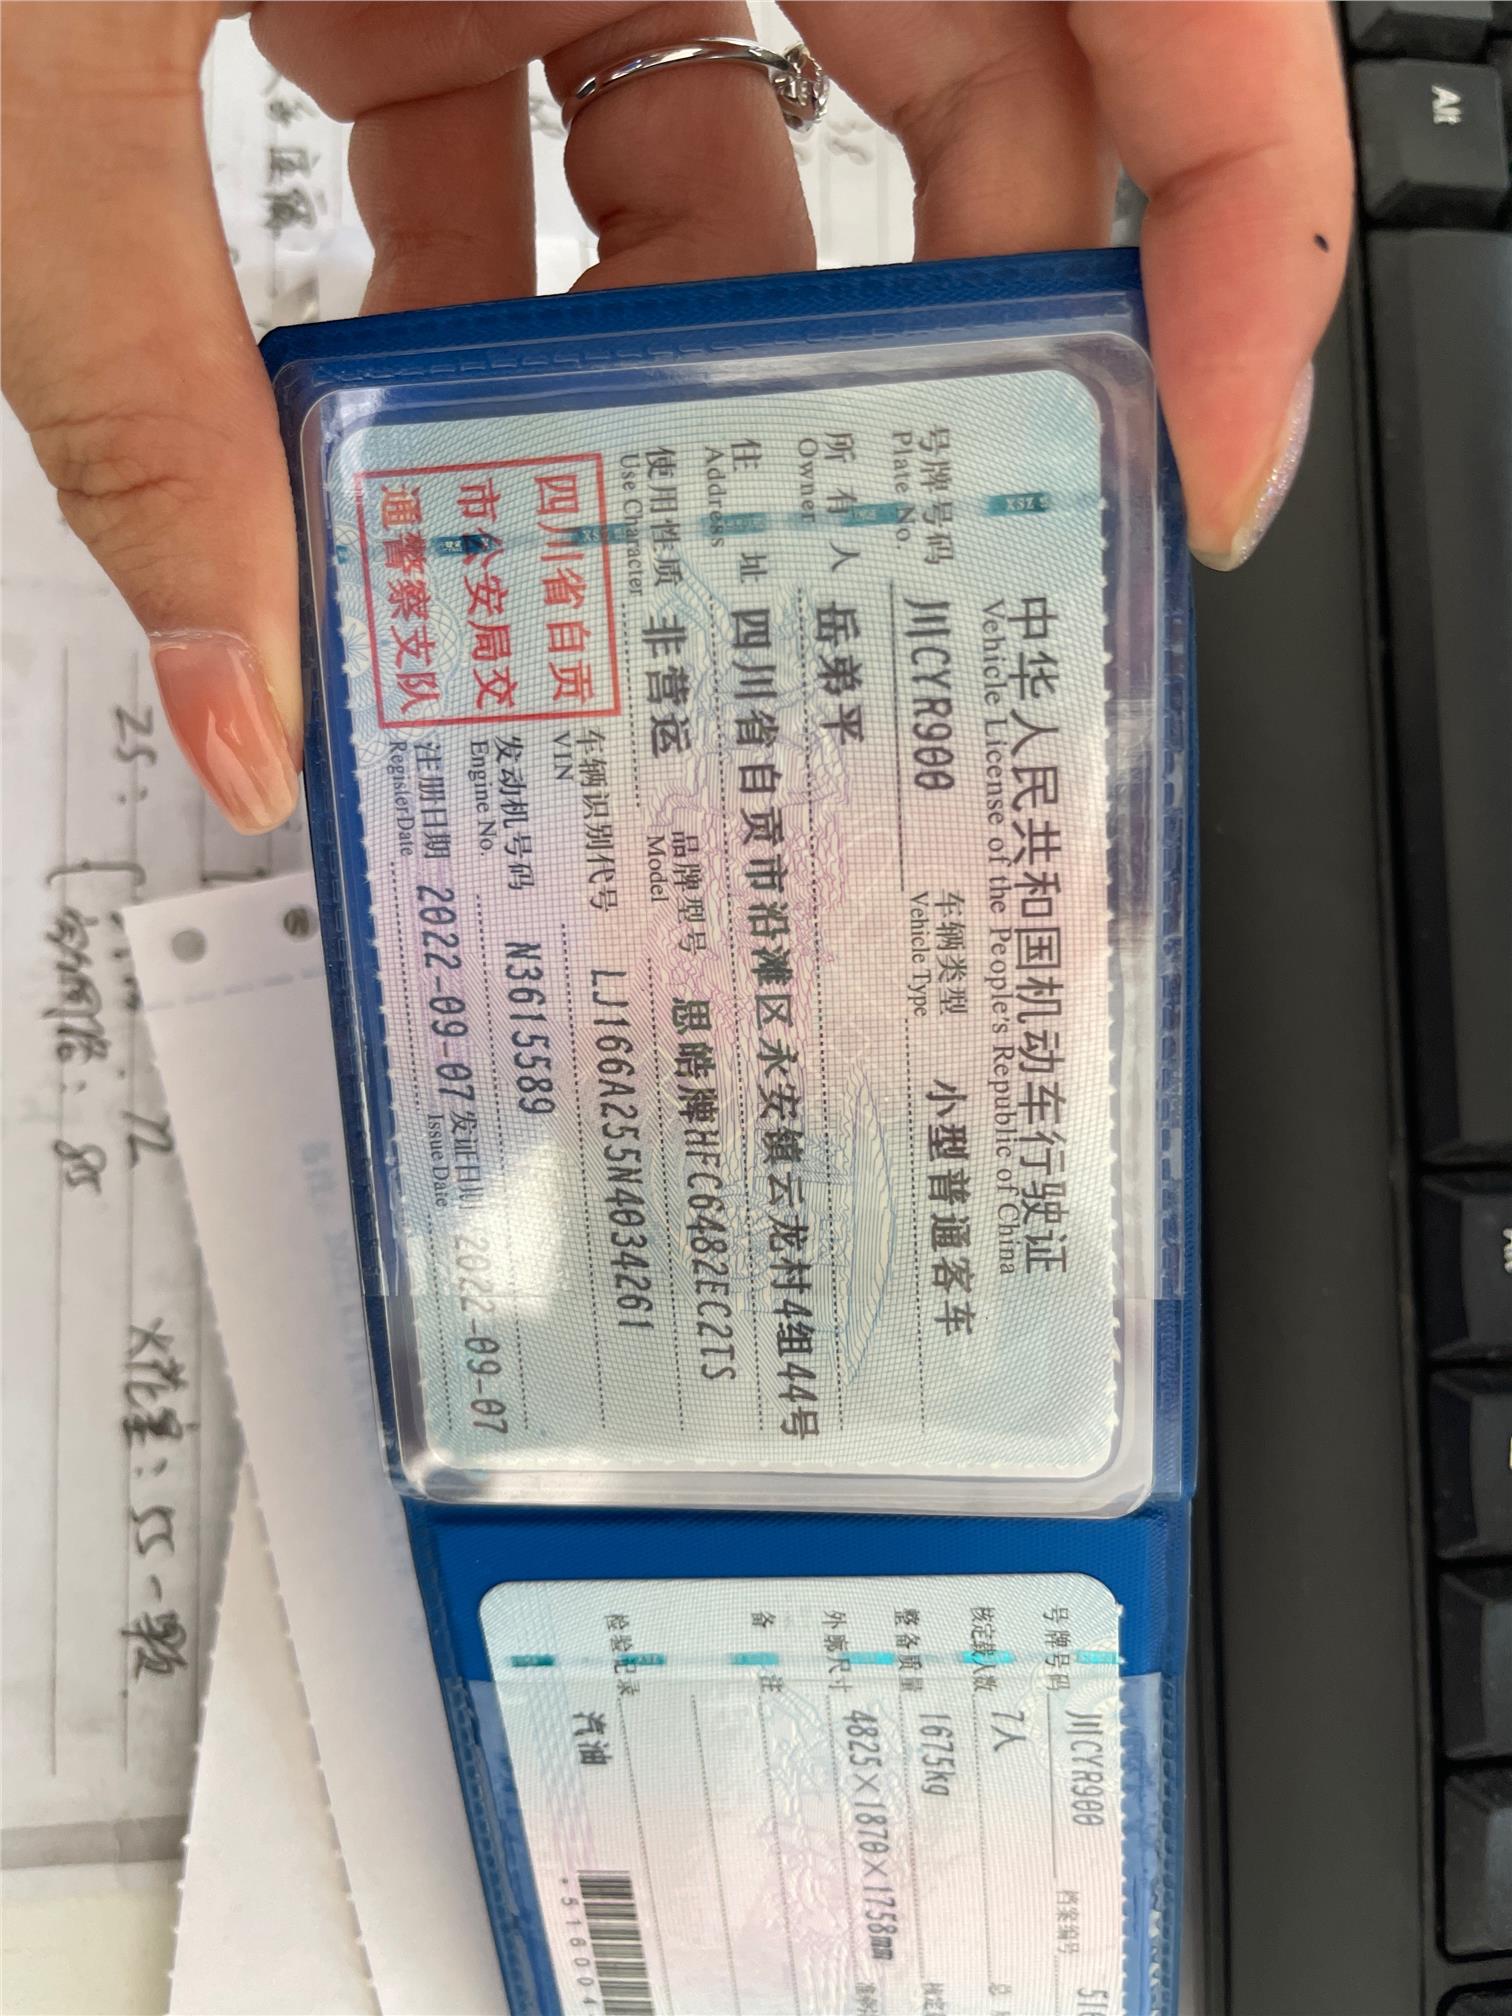 中华人民共和国机动车行驶证
Vehicle License of the People's Republic of China
号牌号码 川CYR900 车辆类型 小型普通客车
Plate No. Vehicle Type
所有人 岳弟平
Owner
住址 四川省自贡市沿滩区永安镇云龙村4组44号
Address
使用性质 非营运 品牌型号 思皓牌HFC6482EC2TS
Use Character Model
车辆识别代号 LJ166A255N4034261
VIN
发动机号码 N3615589
Engine No.
注册日期 2022-09-07 发证日期 2022-09-07
Register Date Issue Date
四川省自贡
市公安局交
通警察支队
号牌号码 川CYR900 档案编号
核定载人数 7人 总
整备质量 1675kg 核定
外廓尺寸 4825×1870×1758mm 准
备注
检验记录
汽油
Alt